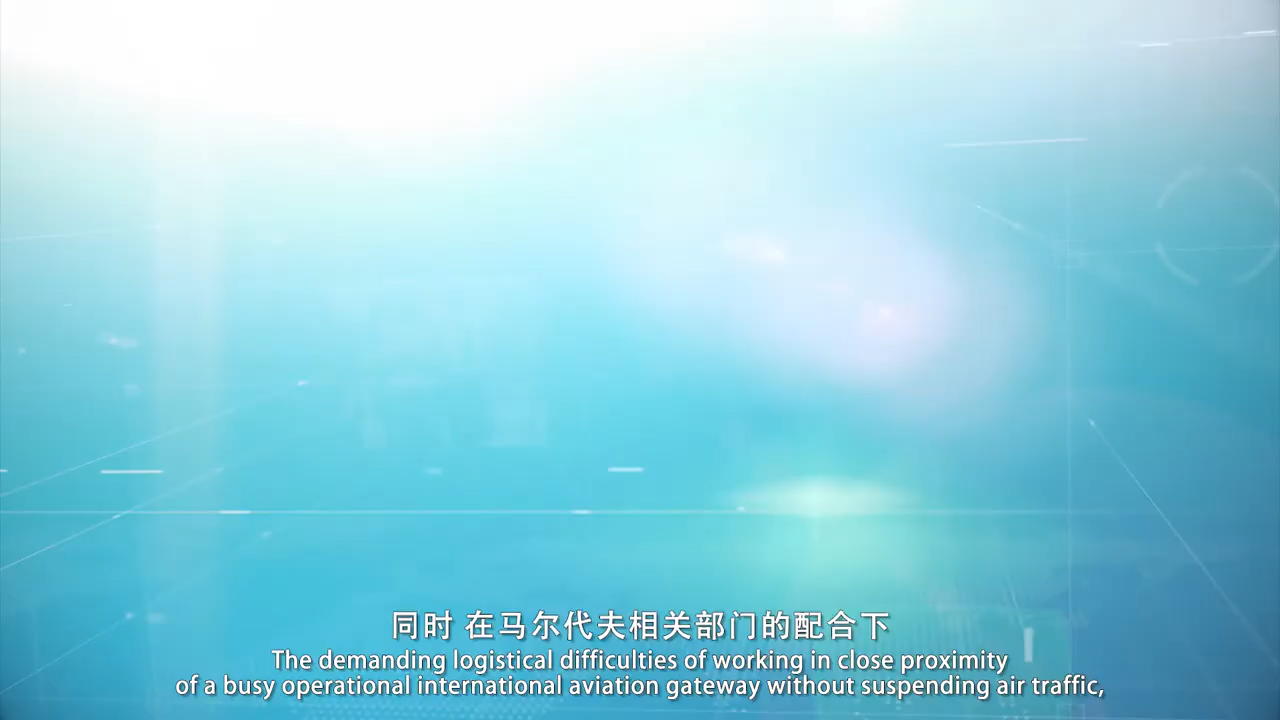 同时 在马尔代夫相关部门的配合下
The demanding logistical difficulties of working in close proximity
of a busy operational international aviation gateway without suspending air traffic,